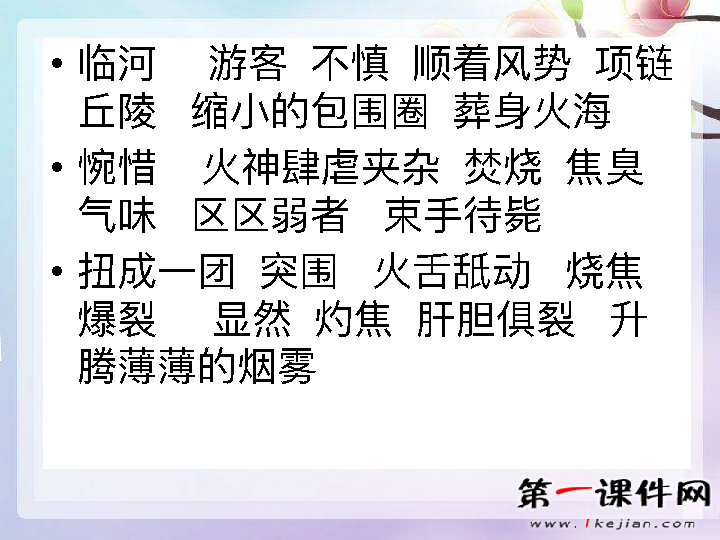 • 临河 游客 不慎 顺着风势 项链
丘陵 缩小的包围圈 葬身火海
• 惋惜 火神肆虐夹杂 焚烧 焦臭
气味 区区弱者 束手待毙
• 扭成一团 突围 火舌舐动 烧焦
爆裂 显然 灼焦 肝胆俱裂 升
腾薄薄的烟雾
第一课件网
www.1kejian.com